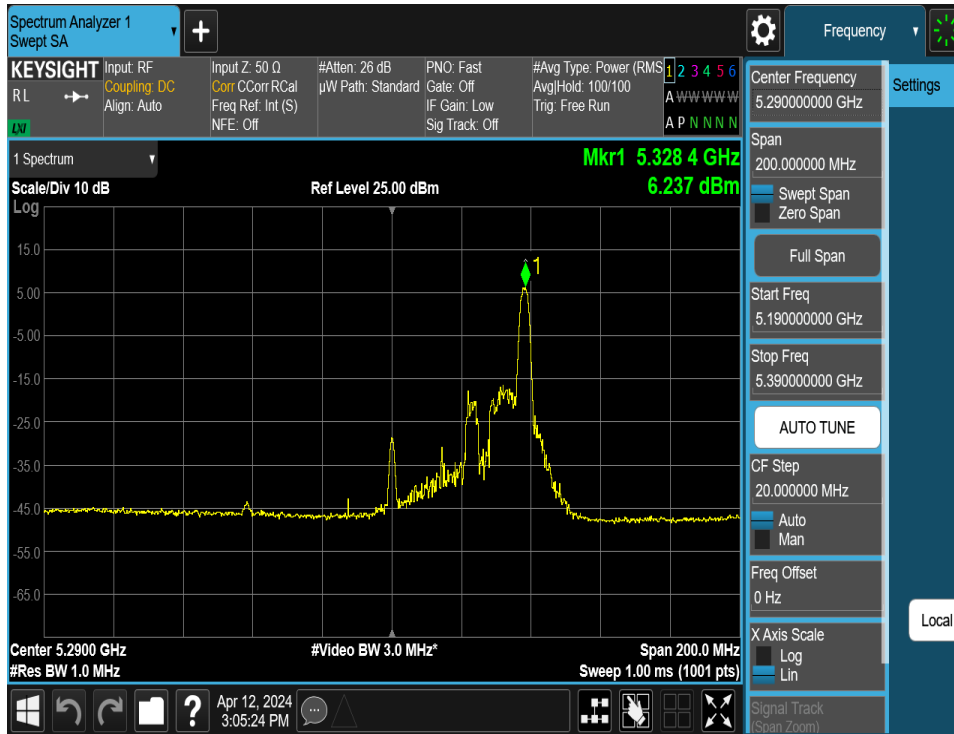 Spectrum Analyzer 1
Swept SA
+
Frequency
KEYSIGHT
R L
LXI
Input: RF
Coupling: DC
Align: Auto
Input Z: 50 Ω
Corr CCorr RCal
Freq Ref: Int (S)
NFE: Off
#Atten: 26 dB
µW Path: Standard
PNO: Fast
Gate: Off
IF Gain: Low
Sig Track: Off
#Avg Type: Power (RMS
Avg|Hold: 100/100
Trig: Free Run
1 2 3 4 5 6
A W W W W W
A P N N N N
1 Spectrum
Mkr1 5.328 4 GHz
Scale/Div 10 dB
Ref Level 25.00 dBm
6.237 dBm
Log
1
15.0
5.00
-5.00
-15.0
-25.0
-35.0
-45.0
-55.0
-65.0
Center 5.2900 GHz
#Video BW 3.0 MHz*
Span 200.0 MHz
#Res BW 1.0 MHz
Sweep 1.00 ms (1001 pts)
Center Frequency
5.290000000 GHz
Span
200.000000 MHz
Swept Span
Zero Span
Full Span
Start Freq
5.190000000 GHz
Stop Freq
5.390000000 GHz
AUTO TUNE
CF Step
20.000000 MHz
Auto
Man
Freq Offset
0 Hz
X Axis Scale
Log
Lin
Signal Track
(Span Zoom)
Settings
Local
?
Apr 12, 2024
3:05:24 PM